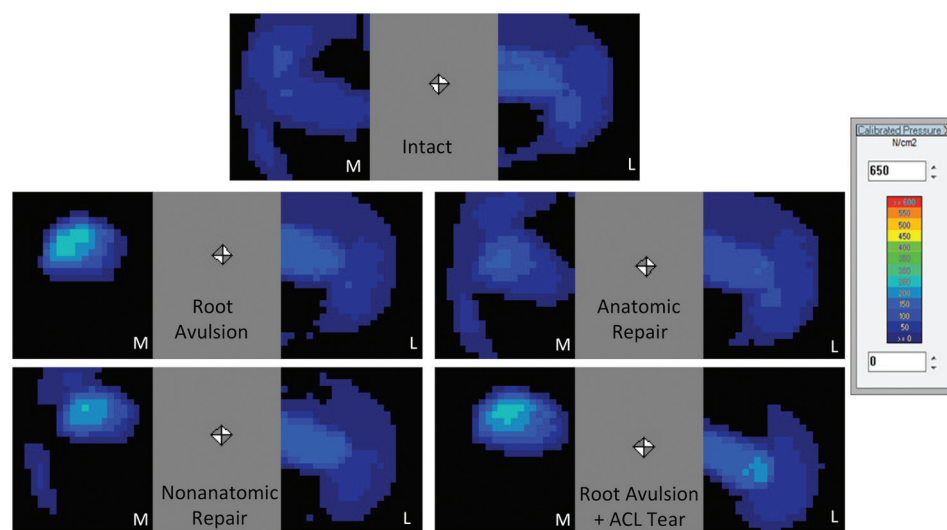 M
Intact
L
Calibrated Pressure X
N/cm2
650
>= 600
550
500
450
400
350
300
250
200
150
100
50
>= 0
0
M
Root
Avulsion
L
M
Anatomic
Repair
L
M
Nonanatomic
Repair
L
M
Root Avulsion
+ ACL Tear
L